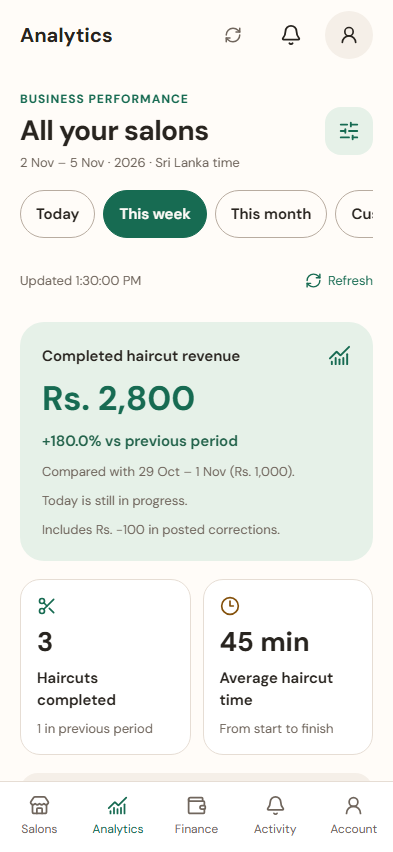 Analytics
BUSINESS PERFORMANCE
All your salons
2 Nov – 5 Nov · 2026 · Sri Lanka time
Today
This week
This month
Cus
Updated 1:30:00 PM
Refresh
Completed haircut revenue
Rs. 2,800
+180.0% vs previous period
Compared with 29 Oct – 1 Nov (Rs. 1,000).
Today is still in progress.
Includes Rs. -100 in posted corrections.
3
Haircuts
completed
1 in previous period
45 min
Average haircut
time
From start to finish
Salons
Analytics
Finance
Activity
Account